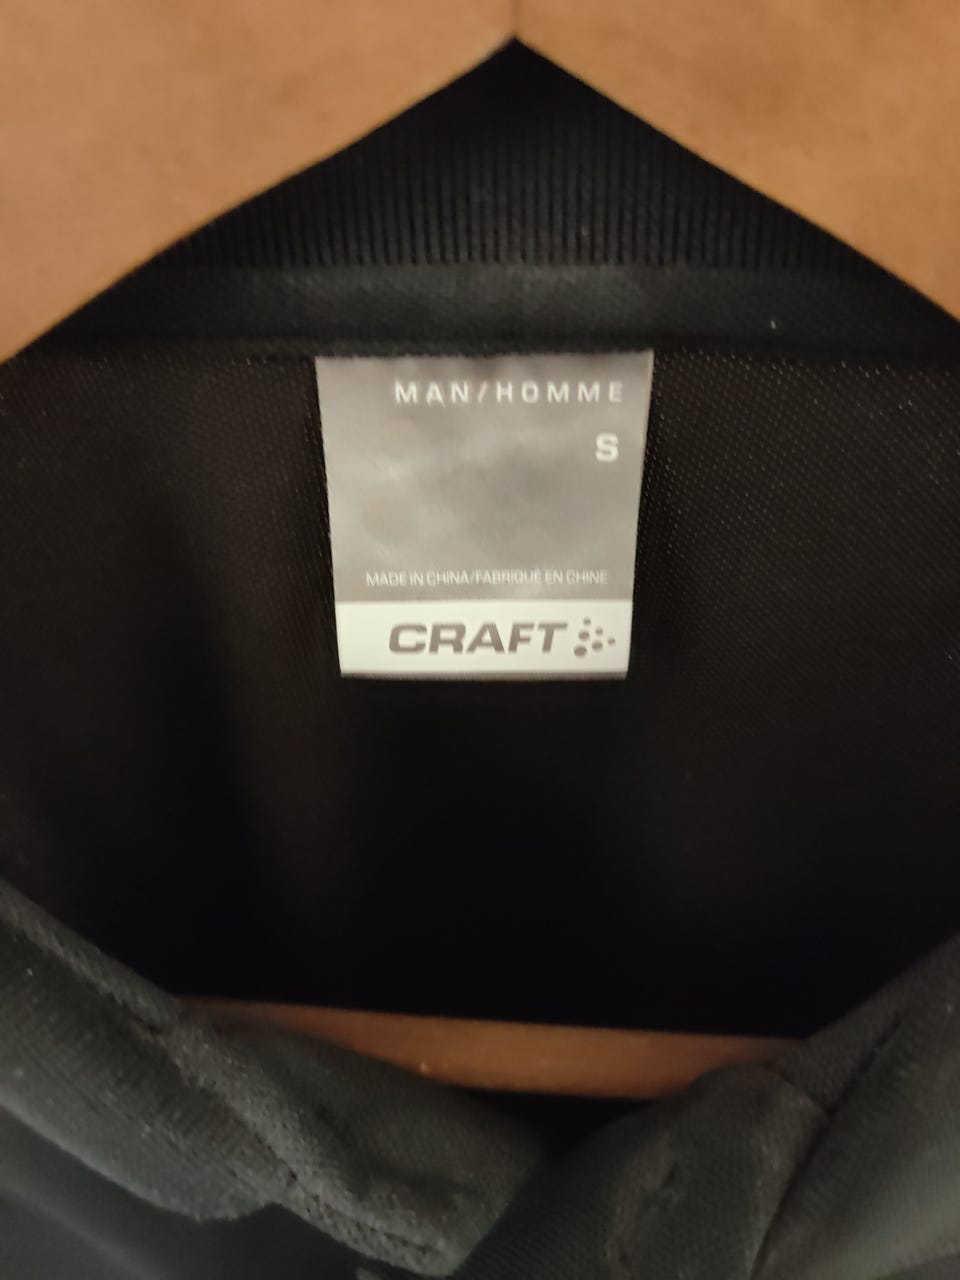 MAN/HOMME
S
MADE IN CHINA/FABRIQUÉ EN CHINE
CRAFT